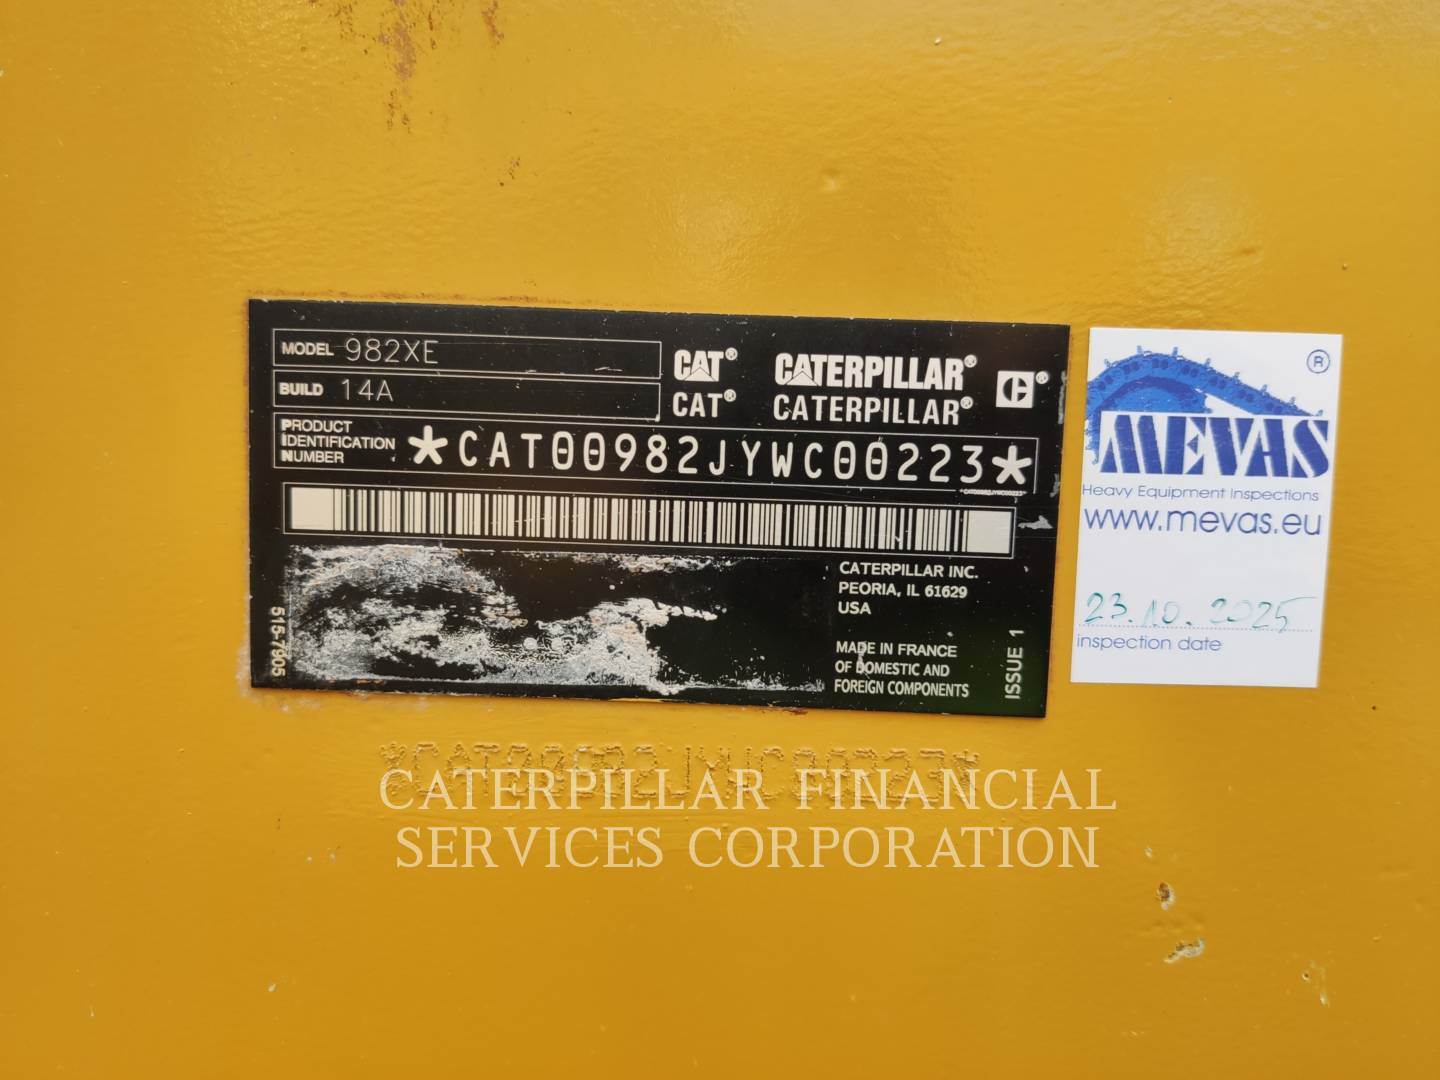 MODEL 982XE
BUILD 14A
CAT® CATERPILLAR®
CAT® CATERPILLAR®
PRODUCT
IDENTIFICATION
NUMBER
*CAT00982JYWC00223*
*CAT00982JYWC00223*
CATERPILLAR INC.
PEORIA, IL 61629
USA
MADE IN FRANCE
OF DOMESTIC AND
FOREIGN COMPONENTS
515-7905
ISSUE 1
®
MEVAS
Heavy Equipment Inspections
www.mevas.eu
23.10.2025
inspection date
*CAT00982JYWC00223*
CATERPILLAR FINANCIAL
SERVICES CORPORATION